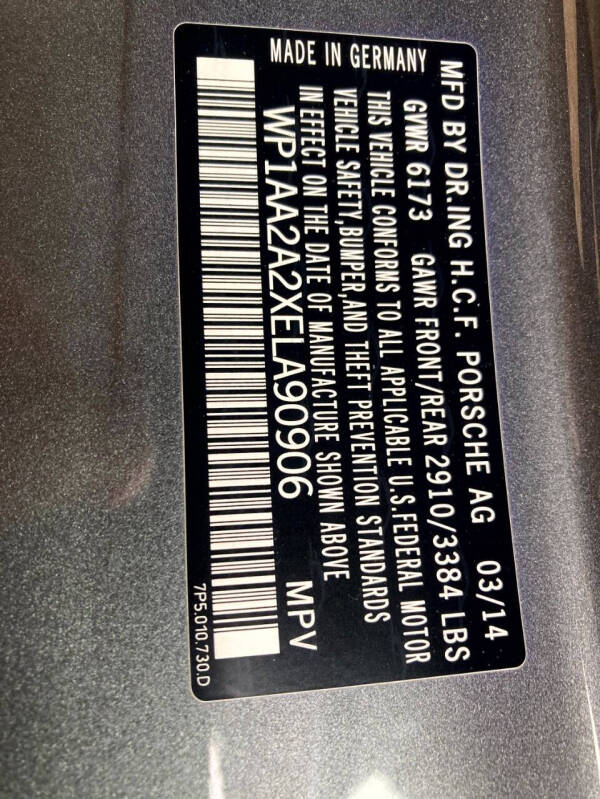 MFD BY DR.ING H.C.F. PORSCHE AG 03/14
GVWR 6173 GAWR FRONT/REAR 2910/3384 LBS
THIS VEHICLE CONFORMS TO ALL APPLICABLE U.S.FEDERAL MOTOR
VEHICLE SAFETY,BUMPER,AND THEFT PREVENTION STANDARDS
IN EFFECT ON THE DATE OF MANUFACTURE SHOWN ABOVE
WP1AA2A2XELA90906 MPV
MADE IN GERMANY
7P5.010.730.D